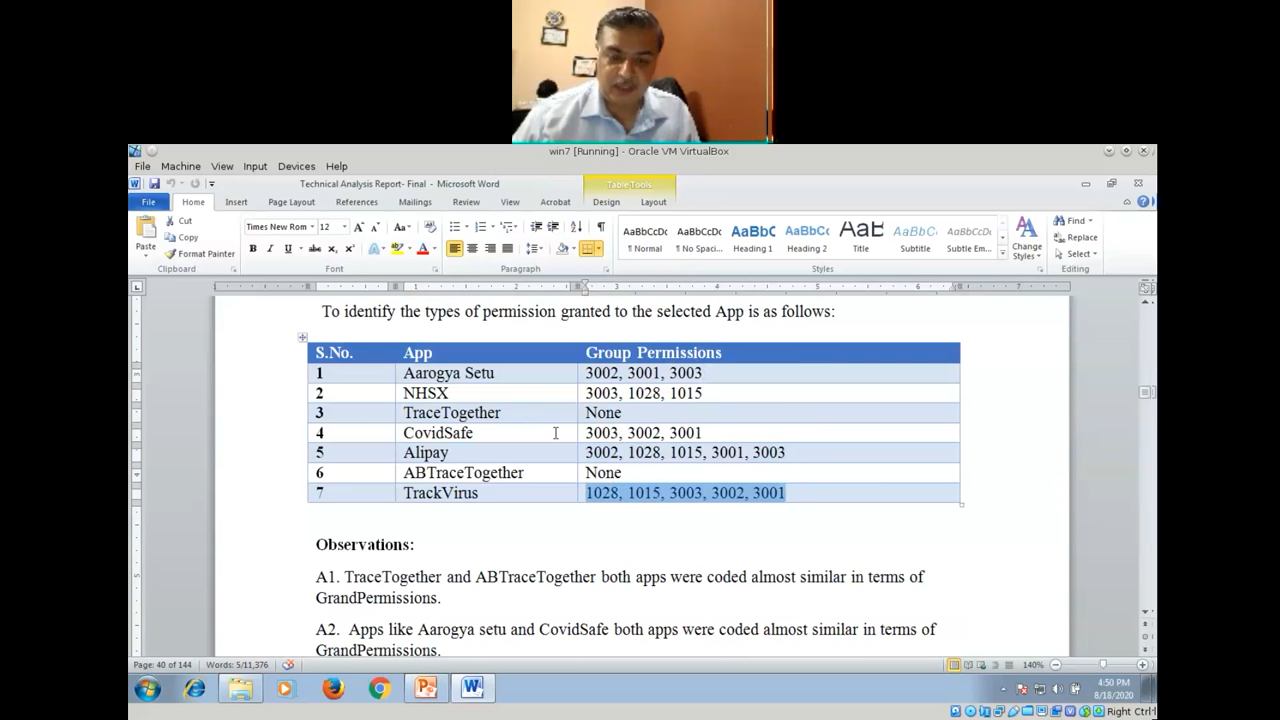 win7 [Running] - Oracle VM VirtualBox
File Machine View Input Devices Help
Technical Analysis Report- Final - Microsoft Word
Table Tools
File Home Insert Page Layout References Mailings Review View Acrobat Design Layout
Paste
Cut
Copy
Format Painter
Clipboard
Times New Rom 12
Font
Paragraph
AaBbCcDc AaBbCcDc AaBbCc AaBbCc AaB AaBbCcL AaBbCcDc
¶ Normal ¶ No Spaci... Heading 1 Heading 2 Title Subtitle Subtle Em...
Change Styles
Styles
Find
Replace
Select
Editing
To identify the types of permission granted to the selected App is as follows:
S.No. App Group Permissions
1 Aarogya Setu 3002, 3001, 3003
2 NHSX 3003, 1028, 1015
3 TraceTogether None
4 CovidSafe 3003, 3002, 3001
5 Alipay 3002, 1028, 1015, 3001, 3003
6 ABTraceTogether None
7 TrackVirus 1028, 1015, 3003, 3002, 3001
Observations:
A1. TraceTogether and ABTraceTogether both apps were coded almost similar in terms of
GrandPermissions.
A2. Apps like Aarogya setu and CovidSafe both apps were coded almost similar in terms of
GrandPermissions.
Page: 40 of 144 Words: 5/11,376 140%
4:50 PM
8/18/2020
Right Ctrl